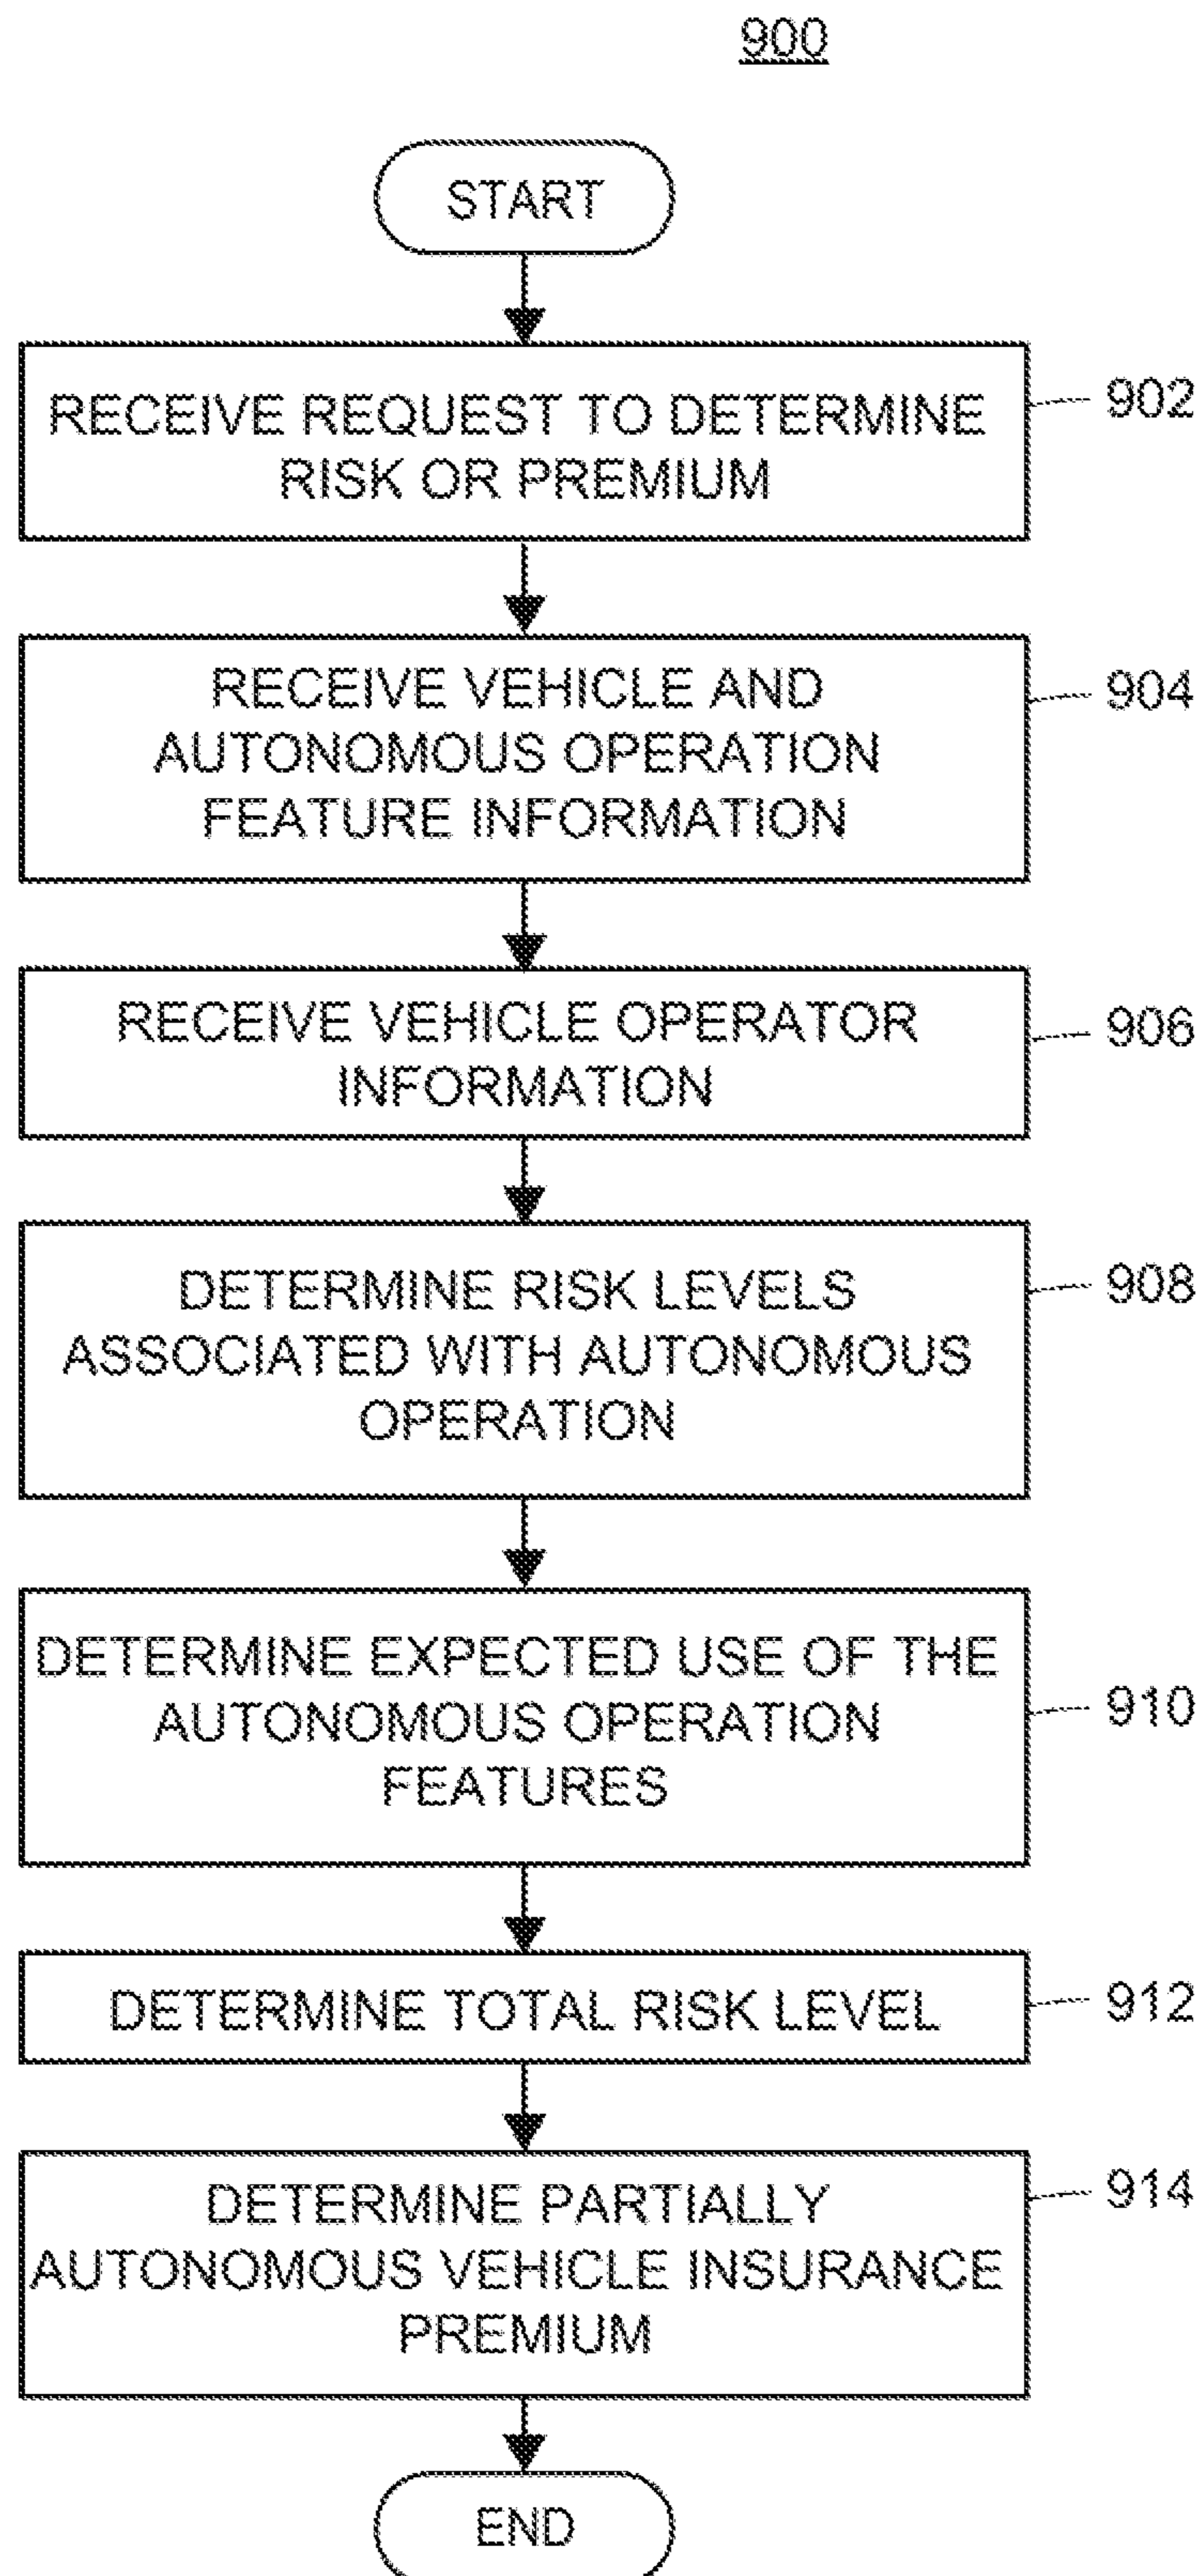 900
START
RECEIVE REQUEST TO DETERMINE
RISK OR PREMIUM
902
RECEIVE VEHICLE AND
AUTONOMOUS OPERATION
FEATURE INFORMATION
904
RECEIVE VEHICLE OPERATOR
INFORMATION
906
DETERMINE RISK LEVELS
ASSOCIATED WITH AUTONOMOUS
OPERATION
908
DETERMINE EXPECTED USE OF THE
AUTONOMOUS OPERATION
FEATURES
910
DETERMINE TOTAL RISK LEVEL
912
DETERMINE PARTIALLY
AUTONOMOUS VEHICLE INSURANCE
PREMIUM
914
END